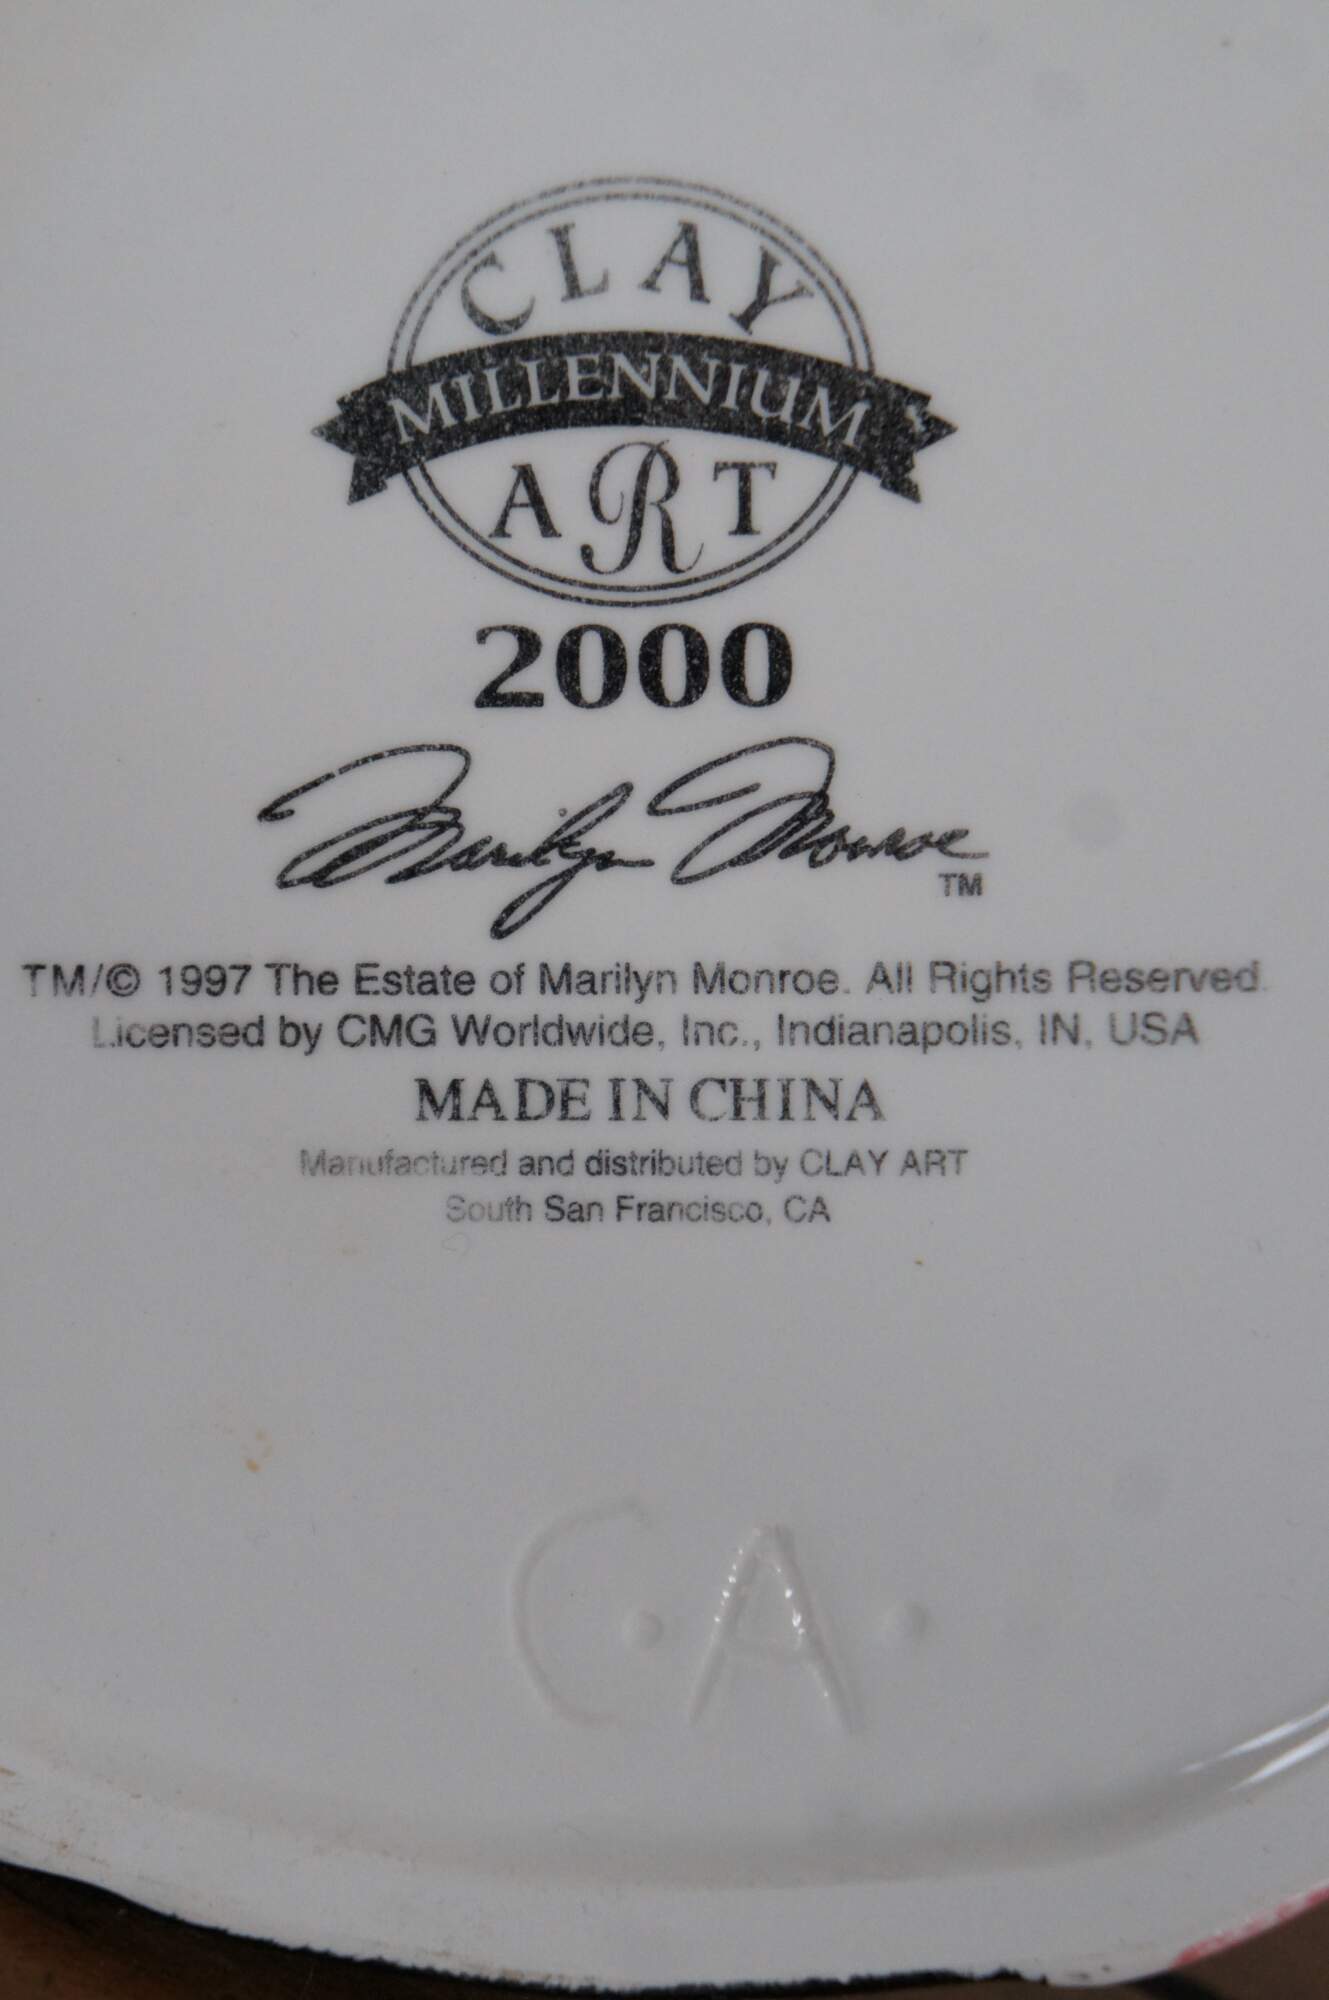 CLAY
MILLENNIUM
ART
2000
Marilyn Monroe TM
TM/© 1997 The Estate of Marilyn Monroe. All Rights Reserved.
Licensed by CMG Worldwide, Inc., Indianapolis, IN, USA
MADE IN CHINA
Manufactured and distributed by CLAY ART
South San Francisco, CA
C.A.